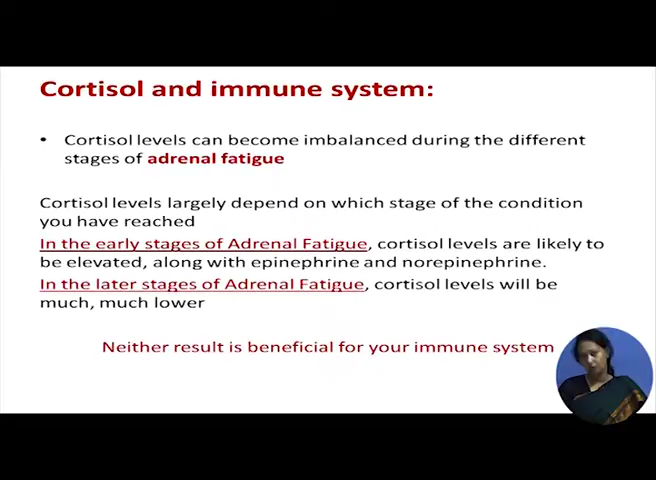 Cortisol and immune system:
• Cortisol levels can become imbalanced during the different
stages of adrenal fatigue
Cortisol levels largely depend on which stage of the condition
you have reached
In the early stages of Adrenal Fatigue, cortisol levels are likely to
be elevated, along with epinephrine and norepinephrine.
In the later stages of Adrenal Fatigue, cortisol levels will be
much, much lower
Neither result is beneficial for your immune system